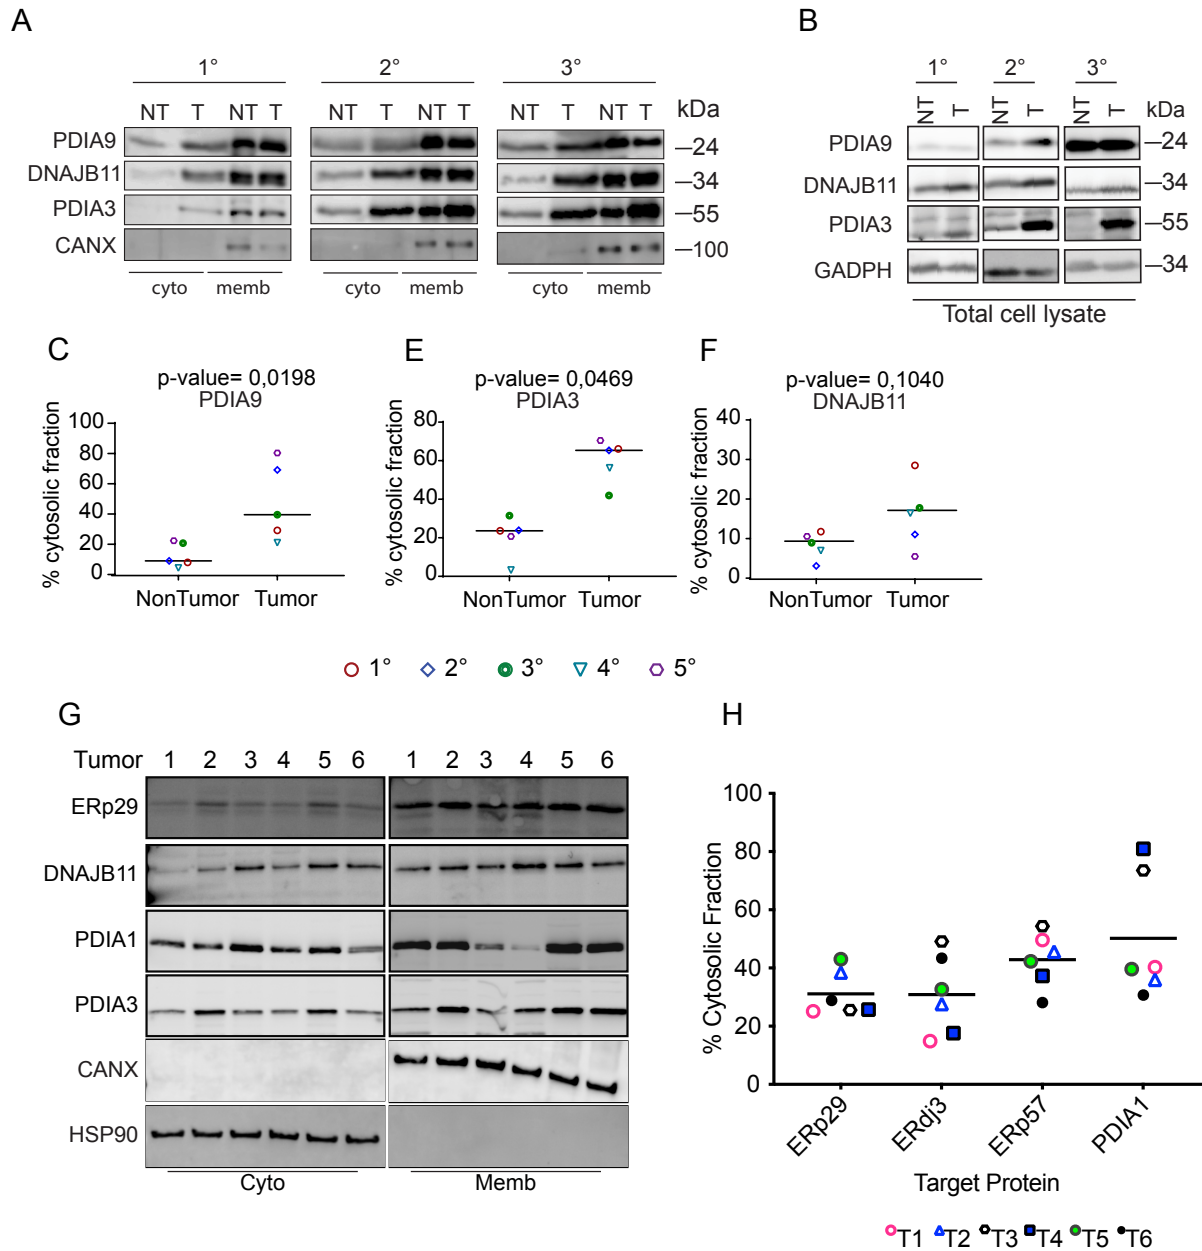 A
1° 2° 3°
NT T NT T NT T NT T NT T NT T kDa
PDIA9 –24
DNAJB11 –34
PDIA3 –55
CANX –100
cyto memb cyto memb cyto memb
B
1° 2° 3°
NT T NT T NT T kDa
PDIA9 –24
DNAJB11 –34
PDIA3 –55
GADPH –34
Total cell lysate
C
p-value= 0,0198
PDIA9
% cytosolic fraction
100
80
60
40
20
0
NonTumor Tumor
E
p-value= 0,0469
PDIA3
% cytosolic fraction
80
60
40
20
0
NonTumor Tumor
F
p-value= 0,1040
DNAJB11
% cytosolic fraction
40
30
20
10
0
NonTumor Tumor
1° 2° 3° 4° 5°
G
Tumor 1 2 3 4 5 6 1 2 3 4 5 6
ERp29
DNAJB11
PDIA1
PDIA3
CANX
HSP90
Cyto Memb
H
% Cytosolic Fraction
100
80
60
40
20
0
ERp29 ERdj3 ERp57 PDIA1
Target Protein
T1 T2 T3 T4 T5 T6